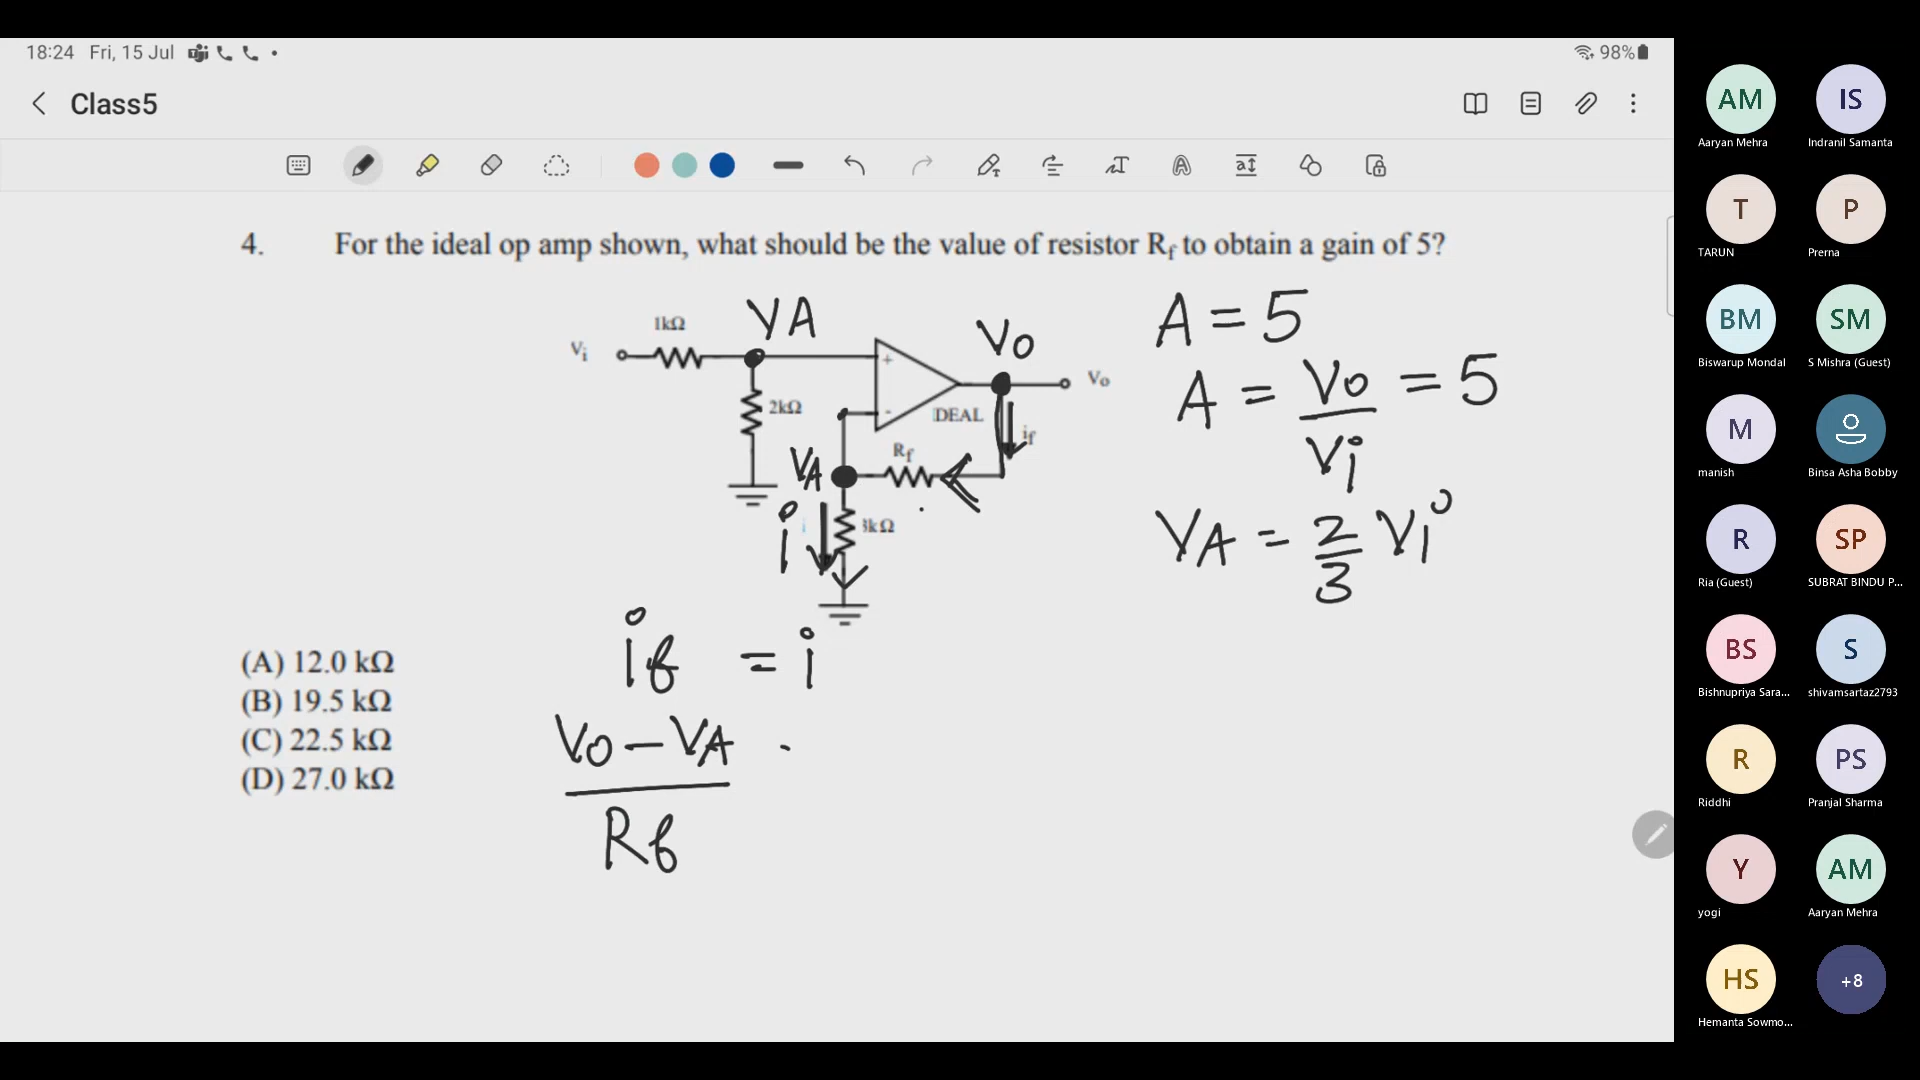 18:24 Fri, 15 Jul
98%
Class5
4. For the ideal op amp shown, what should be the value of resistor Rf to obtain a gain of 5?
1kΩ
VA
Vi
Vo
Vo
+
2kΩ
-
IDEAL
if
Rf
VA
i
3kΩ
A = 5
A = Vo/Vi = 5
VA = 2/3 Vi
(A) 12.0 kΩ
(B) 19.5 kΩ
(C) 22.5 kΩ
(D) 27.0 kΩ
if = i
Vo - VA
Rf
AM
IS
Aaryan Mehra
Indranil Samanta
T
P
TARUN
Prerna
BM
SM
Biswarup Mondal
S Mishra (Guest)
M
manish
Binsa Asha Bobby
R
SP
Ria (Guest)
SUBRAT BINDU P...
BS
S
Bishnupriya Sara...
shivamsartaz2793
R
PS
Riddhi
Pranjal Sharma
Y
AM
yogi
Aaryan Mehra
HS
+8
Hemanta Sowmo...